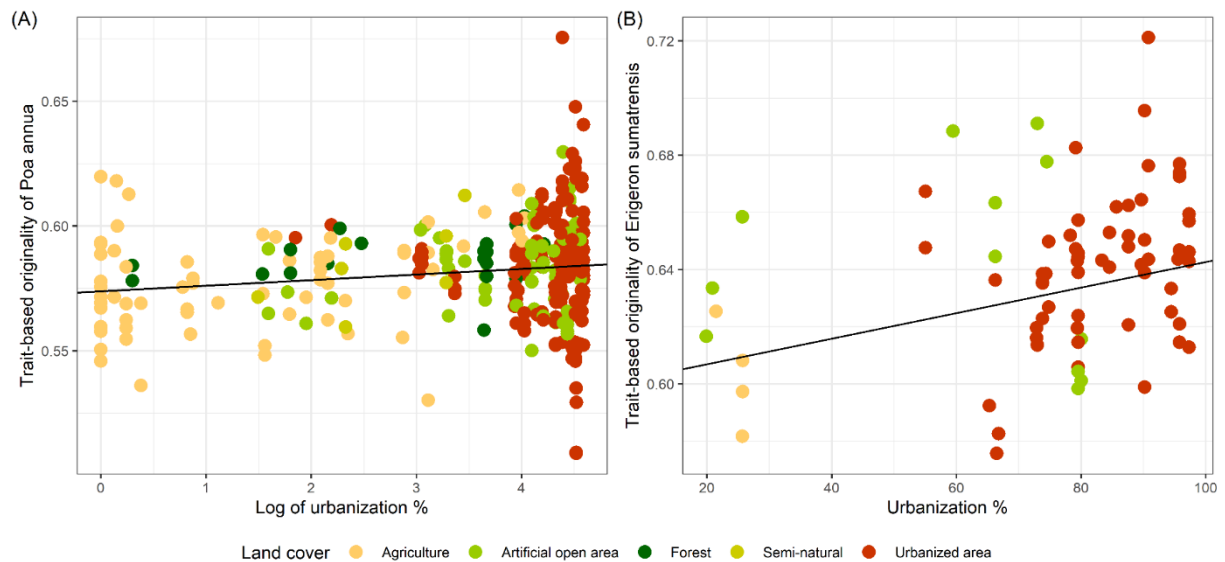 (A)
Trait-based originality of Poa annua
0.65
0.60
0.55
0
1
2
3
4
Log of urbanization %
(B)
Trait-based originality of Erigeron sumatrensis
0.72
0.68
0.64
0.60
20
40
60
80
100
Urbanization %
Land cover Agriculture Artificial open area Forest Semi-natural Urbanized area